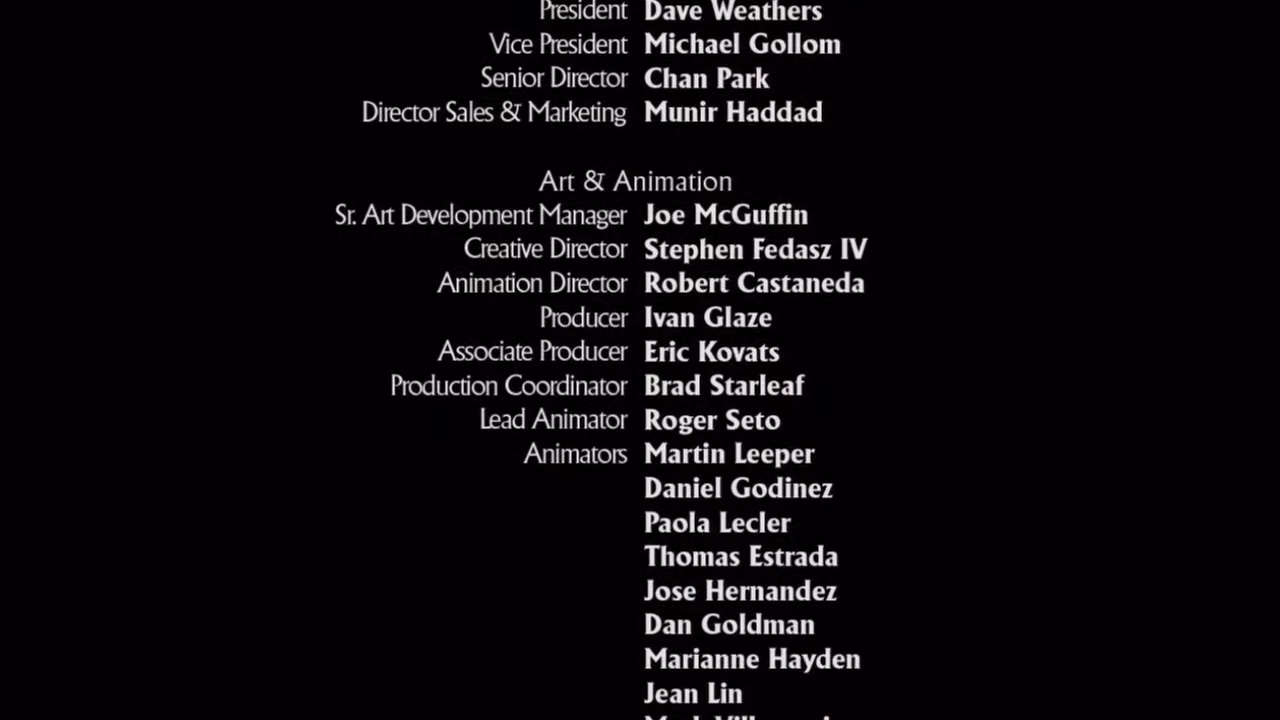 President Dave Weathers
Vice President Michael Gollom
Senior Director Chan Park
Director Sales & Marketing Munir Haddad
Art & Animation
Sr. Art Development Manager Joe McGuffin
Creative Director Stephen Fedasz IV
Animation Director Robert Castaneda
Producer Ivan Glaze
Associate Producer Eric Kovats
Production Coordinator Brad Starleaf
Lead Animator Roger Seto
Animators Martin Leeper
Daniel Godinez
Paola Lecler
Thomas Estrada
Jose Hernandez
Dan Goldman
Marianne Hayden
Jean Lin